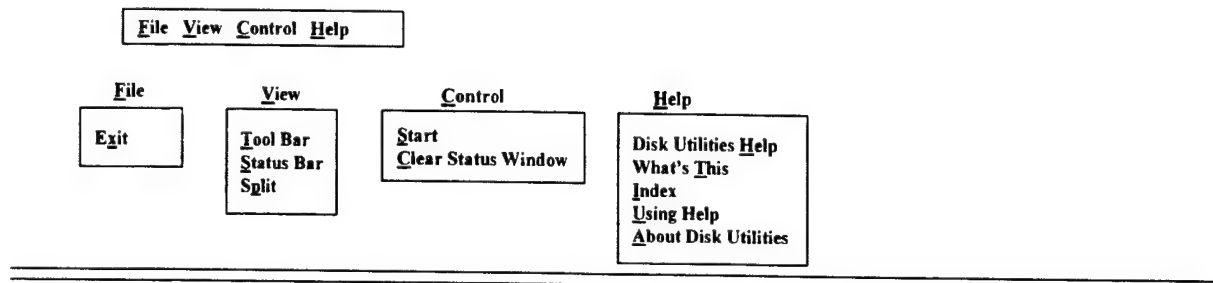 File View Control Help
File
Exit
View
Tool Bar
Status Bar
Split
Control
Start
Clear Status Window
Help
Disk Utilities Help
What's This
Index
Using Help
About Disk Utilities